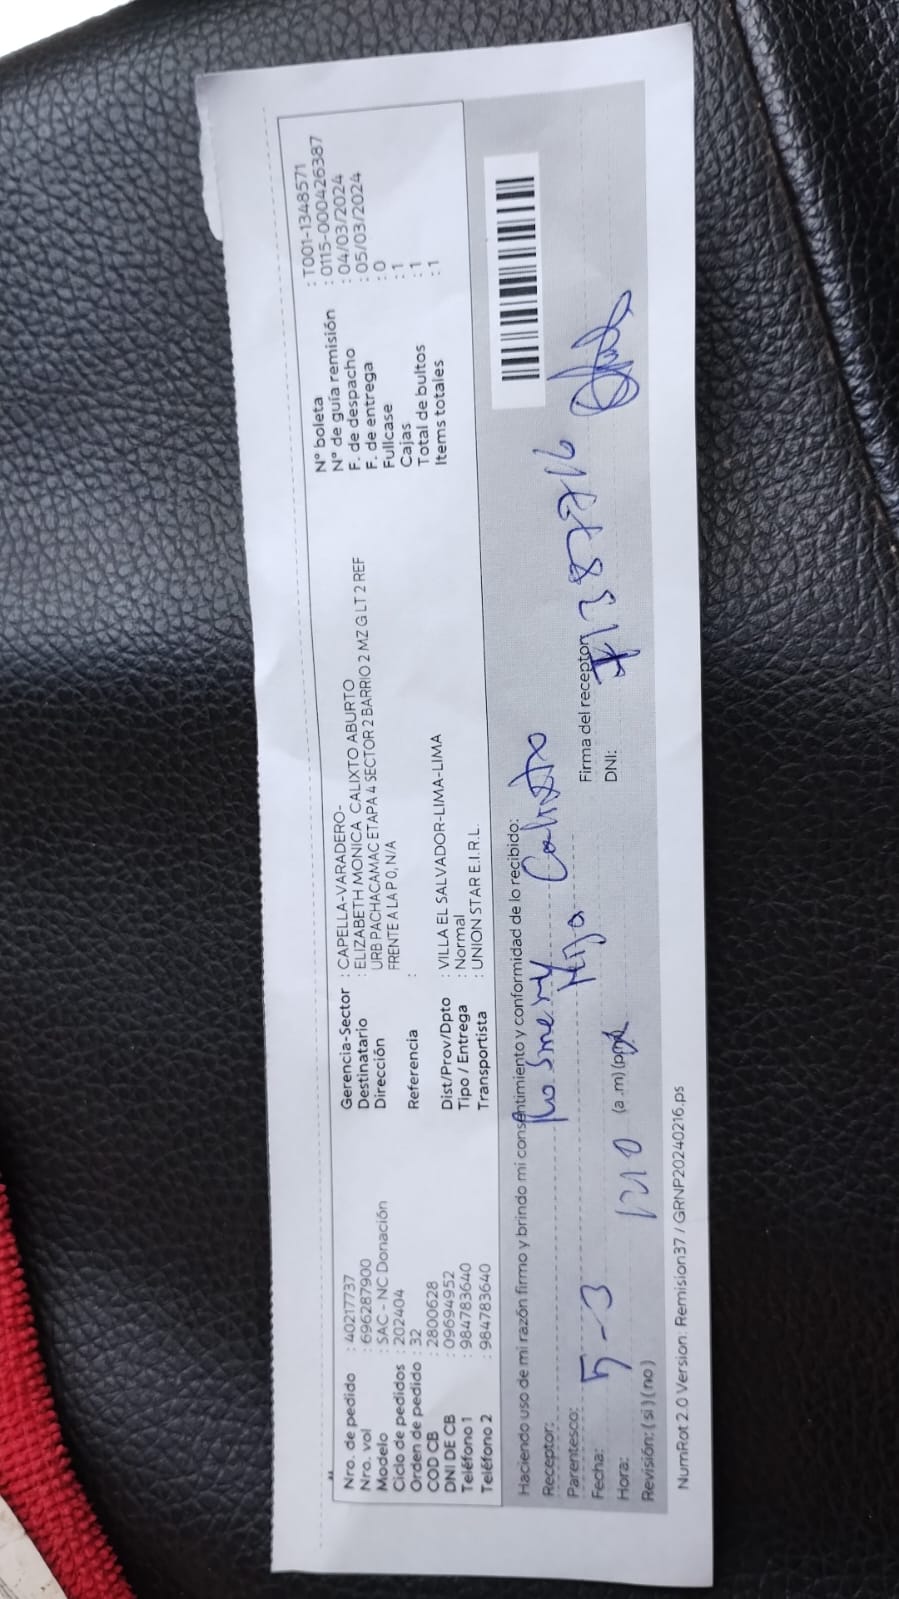 Nro. de pedido : 40217737
Nro. vol : 696287900
Modelo : SAC - NC Donación
Ciclo de pedidos : 202404
Orden de pedido : 32
COD CB : 2800628
DNI DE CB : 09694952
Teléfono 1 : 984783640
Teléfono 2 : 984783640
Gerencia-Sector : CAPELLA-VARADERO-
Destinatario : ELIZABETH MONICA CALIXTO ABURTO
Dirección URB PACHACAMAC ETAPA 4 SECTOR 2 BARRIO 2 MZ G LT 2 REF
FRENTE A LA P 0, N/A
Referencia :
Dist/Prov/Dpto : VILLA EL SALVADOR-LIMA-LIMA
Tipo / Entrega : Normal
Transportista : UNION STAR E.I.R.L.
N° boleta : T001-1348571
N° de guía remisión : 0115-000426387
F. de despacho : 04/03/2024
F. de entrega : 05/03/2024
Fullcase : 0
Cajas : 1
Total de bultos : 1
Items totales : 1
Haciendo uso de mi razón firmo y brindo mi consentimiento y conformidad de lo recibido:
Receptor: Rosmery Calixto
Parentesco: Hija
Fecha: 5-3
Hora: 1210 (a.m)(pm)
Revisión: (si)(no)
Firma del receptor
DNI:
NumRot 2.0 Version: Remision37 / GRNP20240216.ps